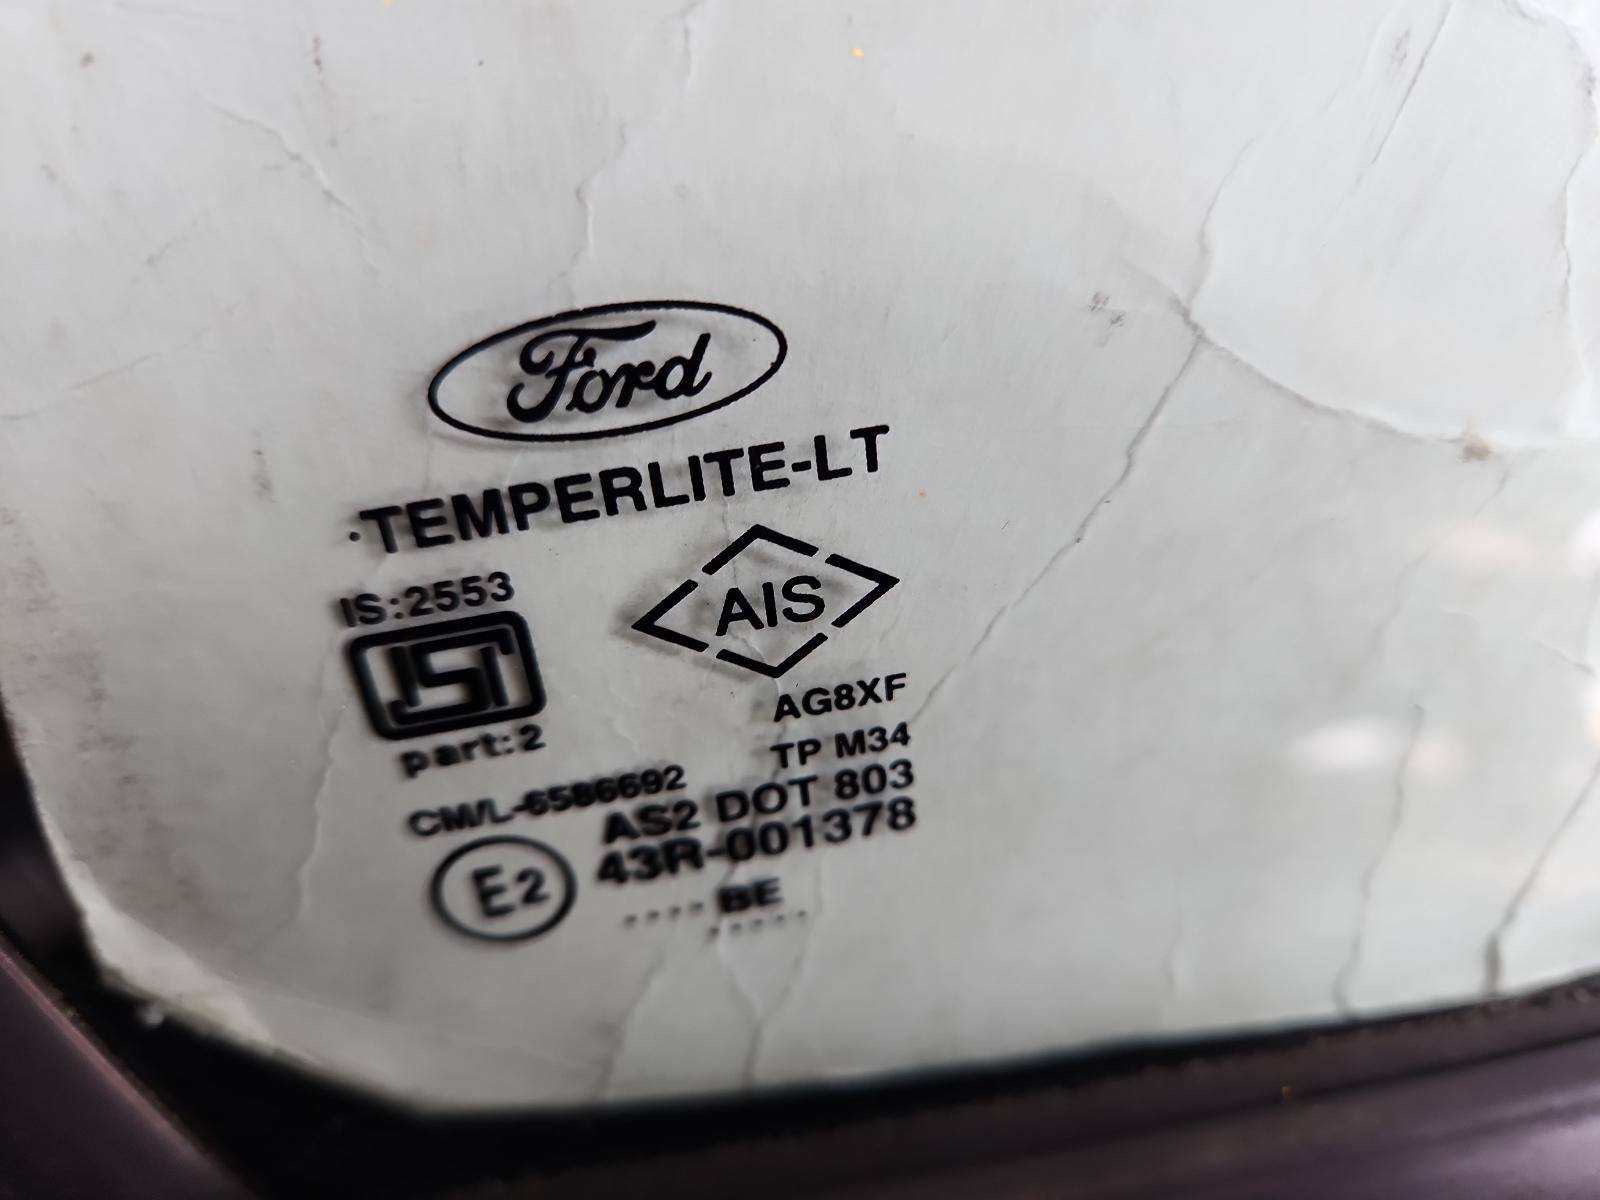 Ford
TEMPERLITE-LT
IS:2553
ISI
AIS
part:2
AG8XF
TP M34
CM/L-6586692
AS2 DOT 803
E2
43R-001378
.... BE
.....